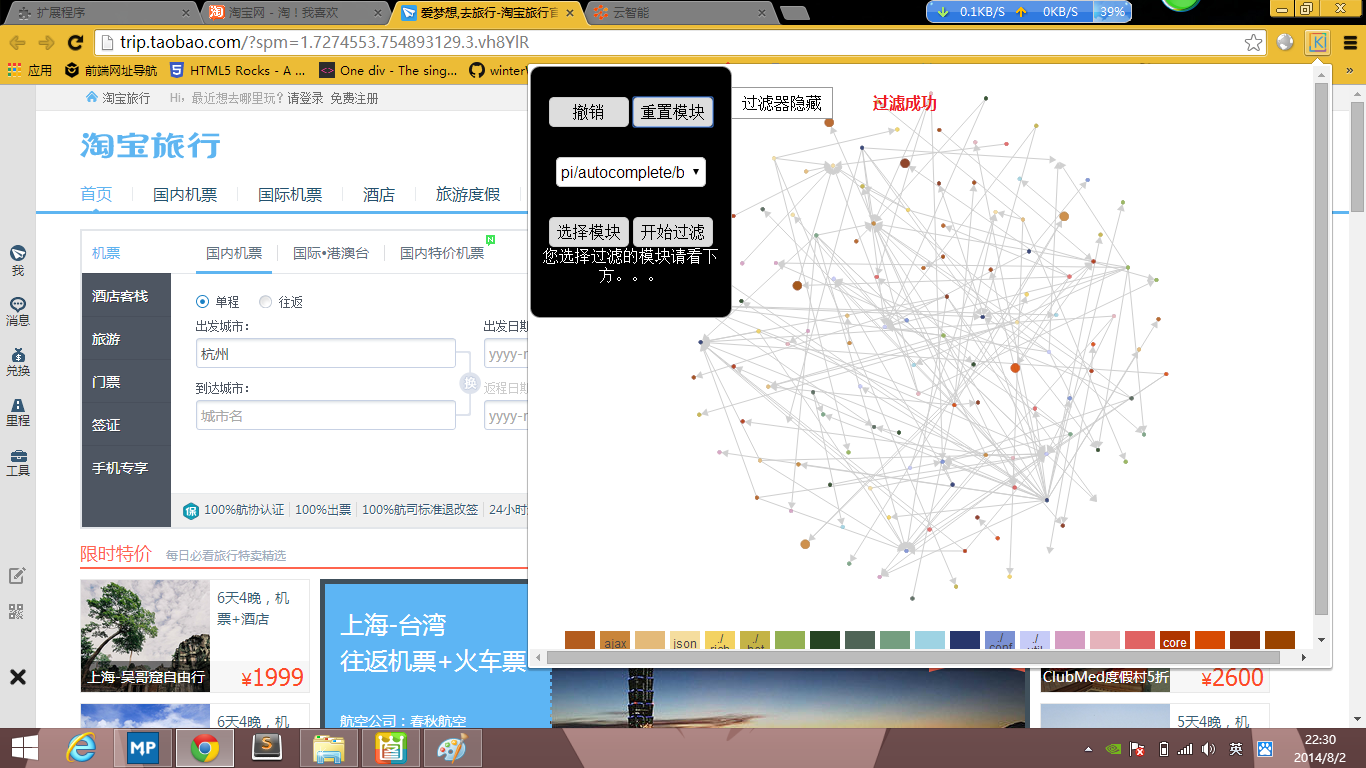 扩展程序
淘宝网 - 淘！我喜欢
爱梦想,去旅行-淘宝旅行官
云智能
0.1KB/S
0KB/S
39%
trip.taobao.com/?spm=1.7274553.754893129.3.vh8YlR
应用
前端网址导航
HTML5 Rocks - A ...
One div - The sing...
winter
»
淘宝旅行
Hi，最近想去哪里玩？请登录 免费注册
淘宝旅行
首页
国内机票
国际机票
酒店
旅游度假
机票
国内机票
国际•港澳台
国内特价机票
N
酒店客栈
旅游
门票
签证
手机专享
单程
往返
出发城市：
出发日期
杭州
yyyy-m
换
到达城市：
返程日期
城市名
yyyy-m
保
100%航协认证
100%出票
100%航司标准退改签
24小时
我
消息
兑换
里程
工具
限时特价
每日必看旅行特卖精选
6天4晚，机
票+酒店
上海-吴哥窟自由行
¥1999
6天4晚，机
上海-台湾
往返机票+火车票
航空公司：春秋航空
撤销
重置模块
过滤器隐藏
过滤成功
pi/autocomplete/b
选择模块
开始过滤
您选择过滤的模块请看下
方。。。
ajax
json
./
rich
./
bot
./
conf
./
util
core
ClubMed度假村5折
¥2600
5天4晚，机
MP
S
图
英
22:30
2014/8/2